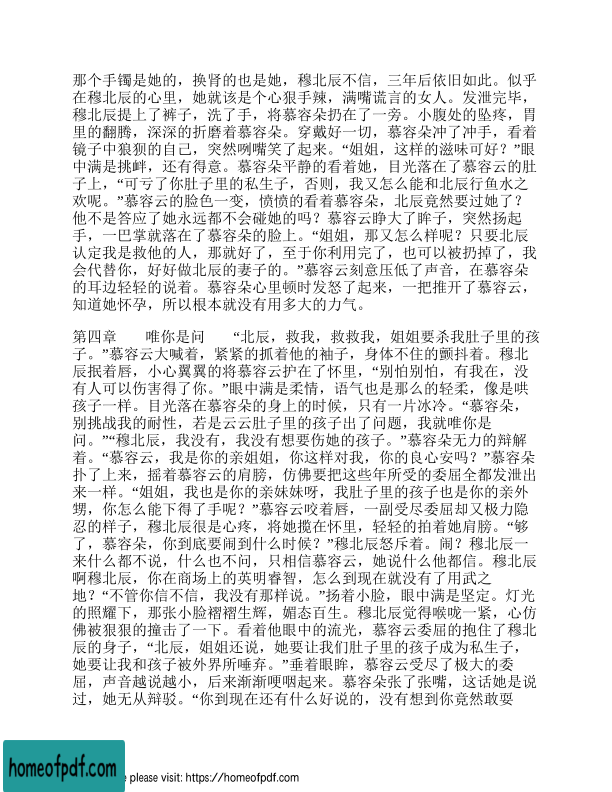 那个手镯是她的，换肾的也是她，穆北辰不信，三年后依旧如此。似乎
在穆北辰的心里，她就该是个心狠手辣，满嘴谎言的女人。发泄完毕，
穆北辰提上了裤子，洗了手，将慕容朵扔在了一旁。小腹处的坠疼，胃
里的翻腾，深深的折磨着慕容朵。穿戴好一切，慕容朵冲了冲手，看着
镜子中狼狈的自己，突然咧嘴笑了起来。“姐姐，这样的滋味可好？”眼
中满是挑衅，还有得意。慕容朵平静的看着她，目光落在了慕容云的肚
子上，“可亏了你肚子里的私生子，否则，我又怎么能和北辰行鱼水之
欢呢。”慕容云的脸色一变，愤愤的看着慕容朵，北辰竟然要过她了？
他不是答应了她永远都不会碰她的吗？慕容云睁大了眸子，突然扬起
手，一巴掌就落在了慕容朵的脸上。“姐姐，那又怎么样呢？只要北辰
认定我是救他的人，那就好了，至于你利用完了，也可以被扔掉了，我
会代替你，好好做北辰的妻子的。”慕容云刻意压低了声音，在慕容朵
的耳边轻轻的说着。慕容朵心里顿时发怒了起来，一把推开了慕容云，
知道她怀孕，所以根本就没有用多大的力气。
第四章 唯你是问 “北辰，救我，救救我，姐姐要杀我肚子里的孩
子。”慕容云大喊着，紧紧的抓着他的袖子，身体不住的颤抖着。穆北
辰抿着唇，小心翼翼的将慕容云护在了怀里，“别怕别怕，有我在，没
有人可以伤害得了你。”眼中满是柔情，语气也是那么的轻柔，像是哄
孩子一样。目光落在慕容朵的身上的时候，只有一片冰冷。“慕容朵，
别挑战我的耐性，若是云云肚子里的孩子出了问题，我就唯你是
问。”“穆北辰，我没有，我没有想要伤她的孩子。”慕容朵无力的辩解
着。“慕容云，我是你的亲姐姐，你这样对我，你的良心安吗？”慕容朵
扑了上来，摇着慕容云的肩膀，仿佛要把这些年所受的委屈全都发泄出
来一样。“姐姐，我也是你的亲妹妹呀，我肚子里的孩子也是你的亲外
甥，你怎么能下得了手呢？”慕容云咬着唇，一副受尽委屈却又极力隐
忍的样子，穆北辰很是心疼，将她揽在怀里，轻轻的拍着她肩膀。“够
了，慕容朵，你到底要闹到什么时候？”穆北辰怒斥着。闹？穆北辰一
来什么都不说，什么也不问，只相信慕容云，她说什么他都信。穆北辰
啊穆北辰，你在商场上的英明睿智，怎么到现在就没有了用武之
地？“不管你信不信，我没有那样说。”扬着小脸，眼中满是坚定。灯光
的照耀下，那张小脸褶褶生辉，媚态百生。穆北辰觉得喉咙一紧，心仿
佛被狠狠的撞击了一下。看着他眼中的流光，慕容云委屈的抱住了穆北
辰的身子，“北辰，姐姐还说，她要让我们肚子里的孩子成为私生子，
她要让我和孩子被外界所唾弃。”垂着眼眸，慕容云受尽了极大的委
屈，声音越说越小，后来渐渐哽咽起来。慕容朵张了张嘴，这话她是说
过，她无从辩驳。“你到现在还有什么好说的，没有想到你竟然敢耍
homeofpdf.com
please visit: https://homeofpdf.com